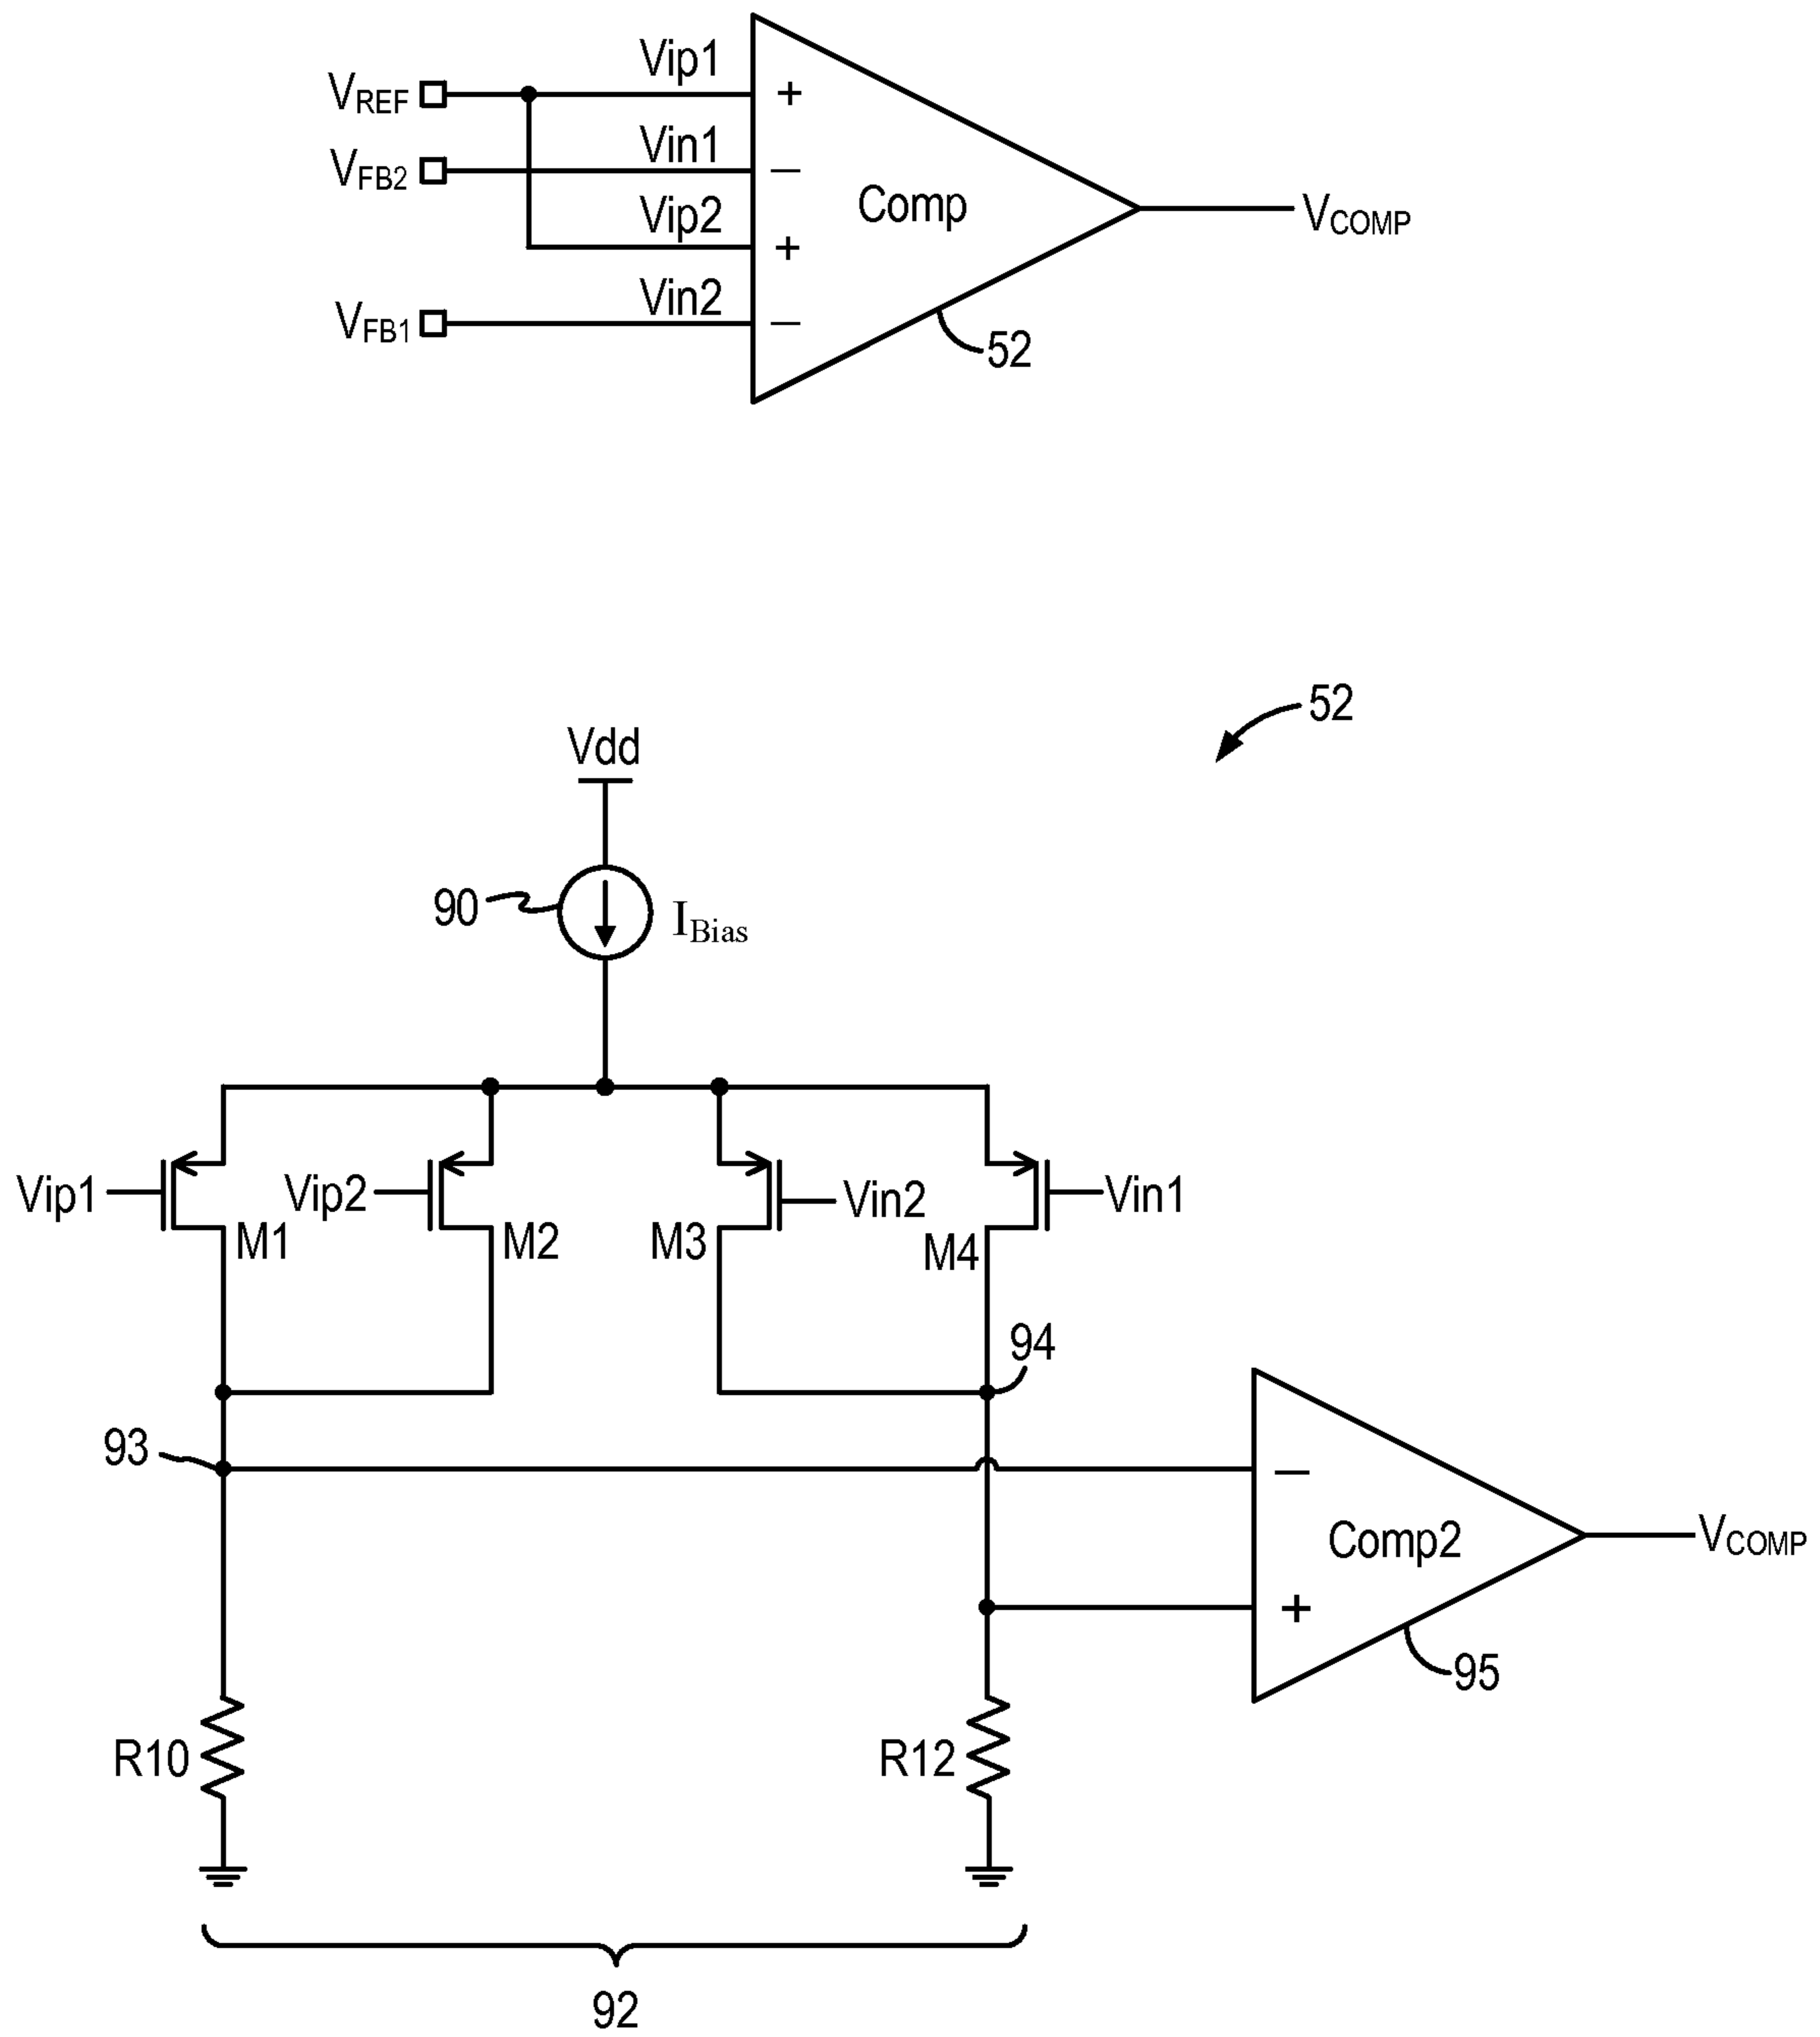 VREF
Vip1
+
VFB2
Vin1
−
Vip2
+
VFB1
Vin2
−
Comp
VCOMP
52
52
Vdd
90
IBias
Vip1
M1
Vip2
M2
M3
Vin2
M4
Vin1
94
93
−
Comp2
+
VCOMP
95
R10
R12
92